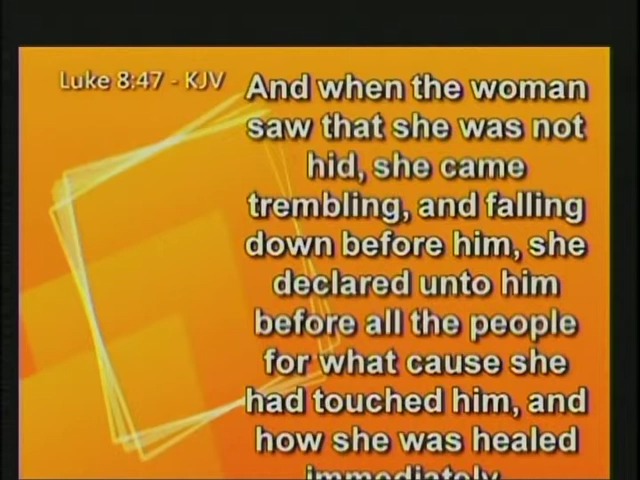 Luke 8:47 - KJV
And when the woman
saw that she was not
hid, she came
trembling, and falling
down before him, she
declared unto him
before all the people
for what cause she
had touched him, and
how she was healed
immediately.